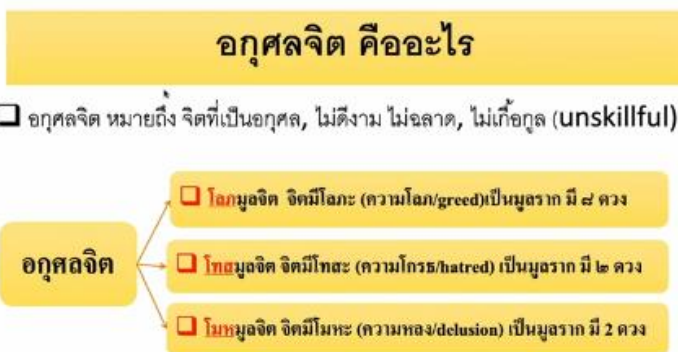 อกุศลจิต คืออะไร
❑ อกุศลจิต หมายถึง จิตที่เป็นอกุศล, ไม่ดีงาม ไม่ฉลาด, ไม่เกื้อกูล (unskillful)
❑ โลภมูลจิต จิตมีโลภะ (ความโลภ/greed)เป็นมูลราก มี ๘ ดวง
อกุศลจิต
❑ โทสมูลจิต จิตมีโทสะ (ความโกรธ/hatred) เป็นมูลราก มี ๒ ดวง
❑ โมหมูลจิต จิตมีโมหะ (ความหลง/delusion) เป็นมูลราก มี 2 ดวง